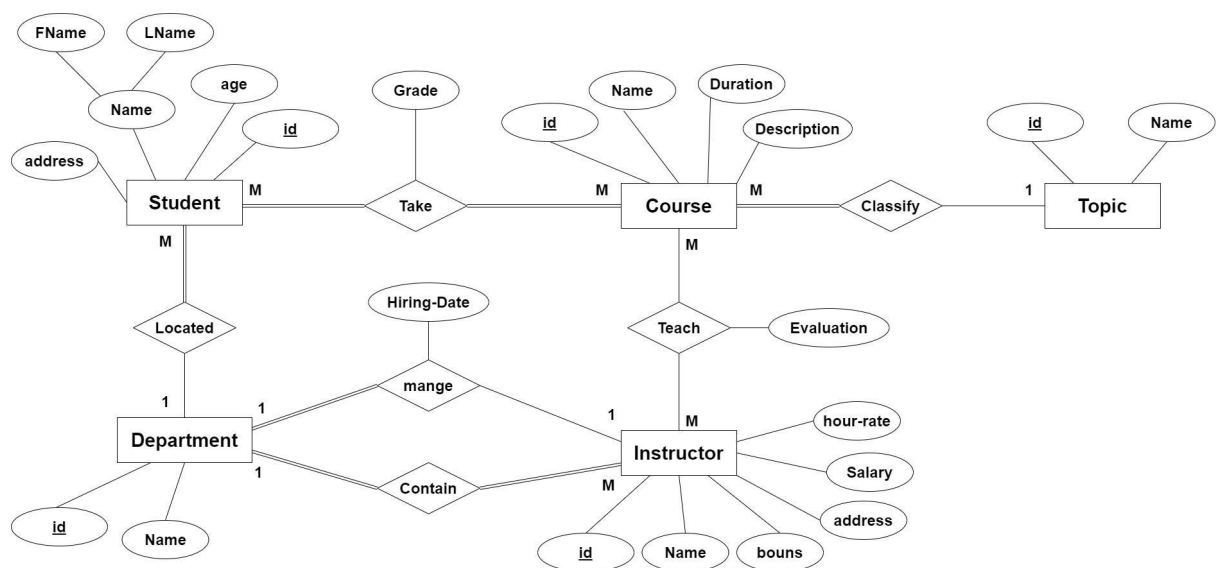 FName
LName
Name
age
id
address
Student
Grade
Take
id
Name
Duration
Description
Course
Classify
id
Name
Topic
M
M
M
1
M
M
Located
Hiring-Date
mange
Teach
Evaluation
1
1
1
M
Department
1
Contain
M
Instructor
hour-rate
Salary
address
id
Name
id
Name
bouns